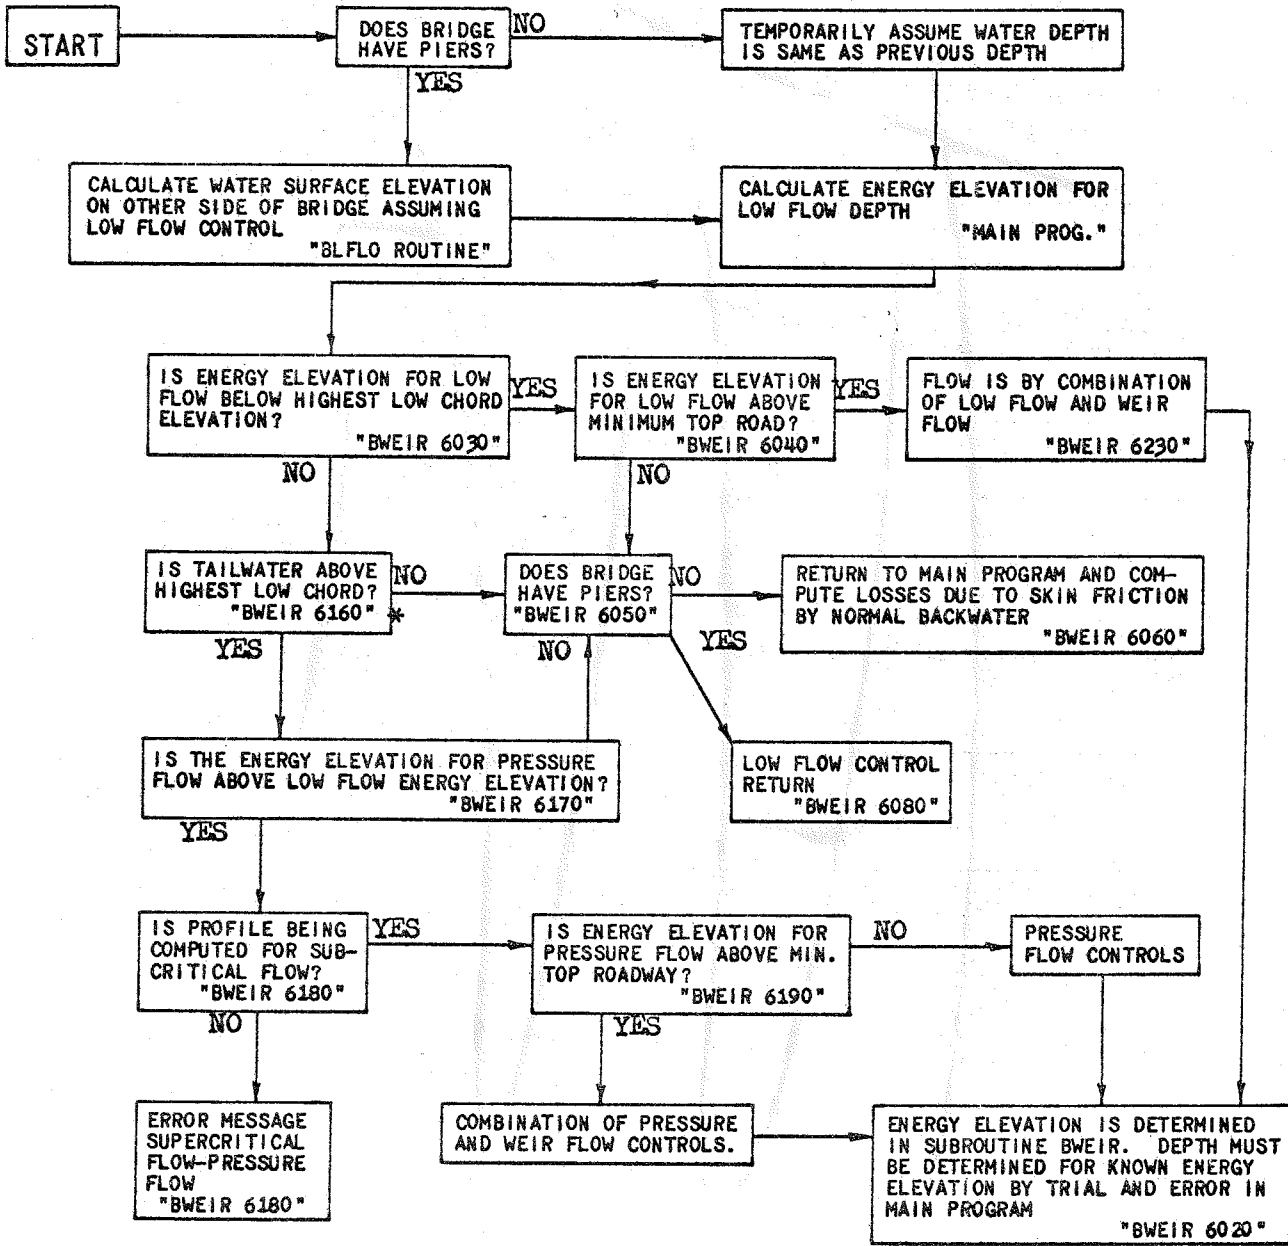 START
DOES BRIDGE
HAVE PIERS?
NO
YES
TEMPORARILY ASSUME WATER DEPTH
IS SAME AS PREVIOUS DEPTH
CALCULATE WATER SURFACE ELEVATION
ON OTHER SIDE OF BRIDGE ASSUMING
LOW FLOW CONTROL
"BLFLO ROUTINE"
CALCULATE ENERGY ELEVATION FOR
LOW FLOW DEPTH
"MAIN PROG."
IS ENERGY ELEVATION FOR LOW
FLOW BELOW HIGHEST LOW CHORD
ELEVATION?
"BWEIR 6030"
YES
NO
IS ENERGY ELEVATION
FOR LOW FLOW ABOVE
MINIMUM TOP ROAD?
"BWEIR 6040"
YES
NO
FLOW IS BY COMBINATION
OF LOW FLOW AND WEIR
FLOW
"BWEIR 6230"
IS TAILWATER ABOVE
HIGHEST LOW CHORD?
"BWEIR 6160" *
NO
YES
DOES BRIDGE
HAVE PIERS?
"BWEIR 6050"
NO
YES
NO
RETURN TO MAIN PROGRAM AND COM-
PUTE LOSSES DUE TO SKIN FRICTION
BY NORMAL BACKWATER
"BWEIR 6060"
IS THE ENERGY ELEVATION FOR PRESSURE
FLOW ABOVE LOW FLOW ENERGY ELEVATION?
"BWEIR 6170"
YES
LOW FLOW CONTROL
RETURN
"BWEIR 6080"
IS PROFILE BEING
COMPUTED FOR SUB-
CRITICAL FLOW?
"BWEIR 6180"
YES
NO
IS ENERGY ELEVATION FOR
PRESSURE FLOW ABOVE MIN.
TOP ROADWAY?
"BWEIR 6190"
NO
YES
PRESSURE
FLOW CONTROLS
ERROR MESSAGE
SUPERCRITICAL
FLOW-PRESSURE
FLOW
"BWEIR 6180"
COMBINATION OF PRESSURE
AND WEIR FLOW CONTROLS.
ENERGY ELEVATION IS DETERMINED
IN SUBROUTINE BWEIR. DEPTH MUST
BE DETERMINED FOR KNOWN ENERGY
ELEVATION BY TRIAL AND ERROR IN
MAIN PROGRAM
"BWEIR 6020"